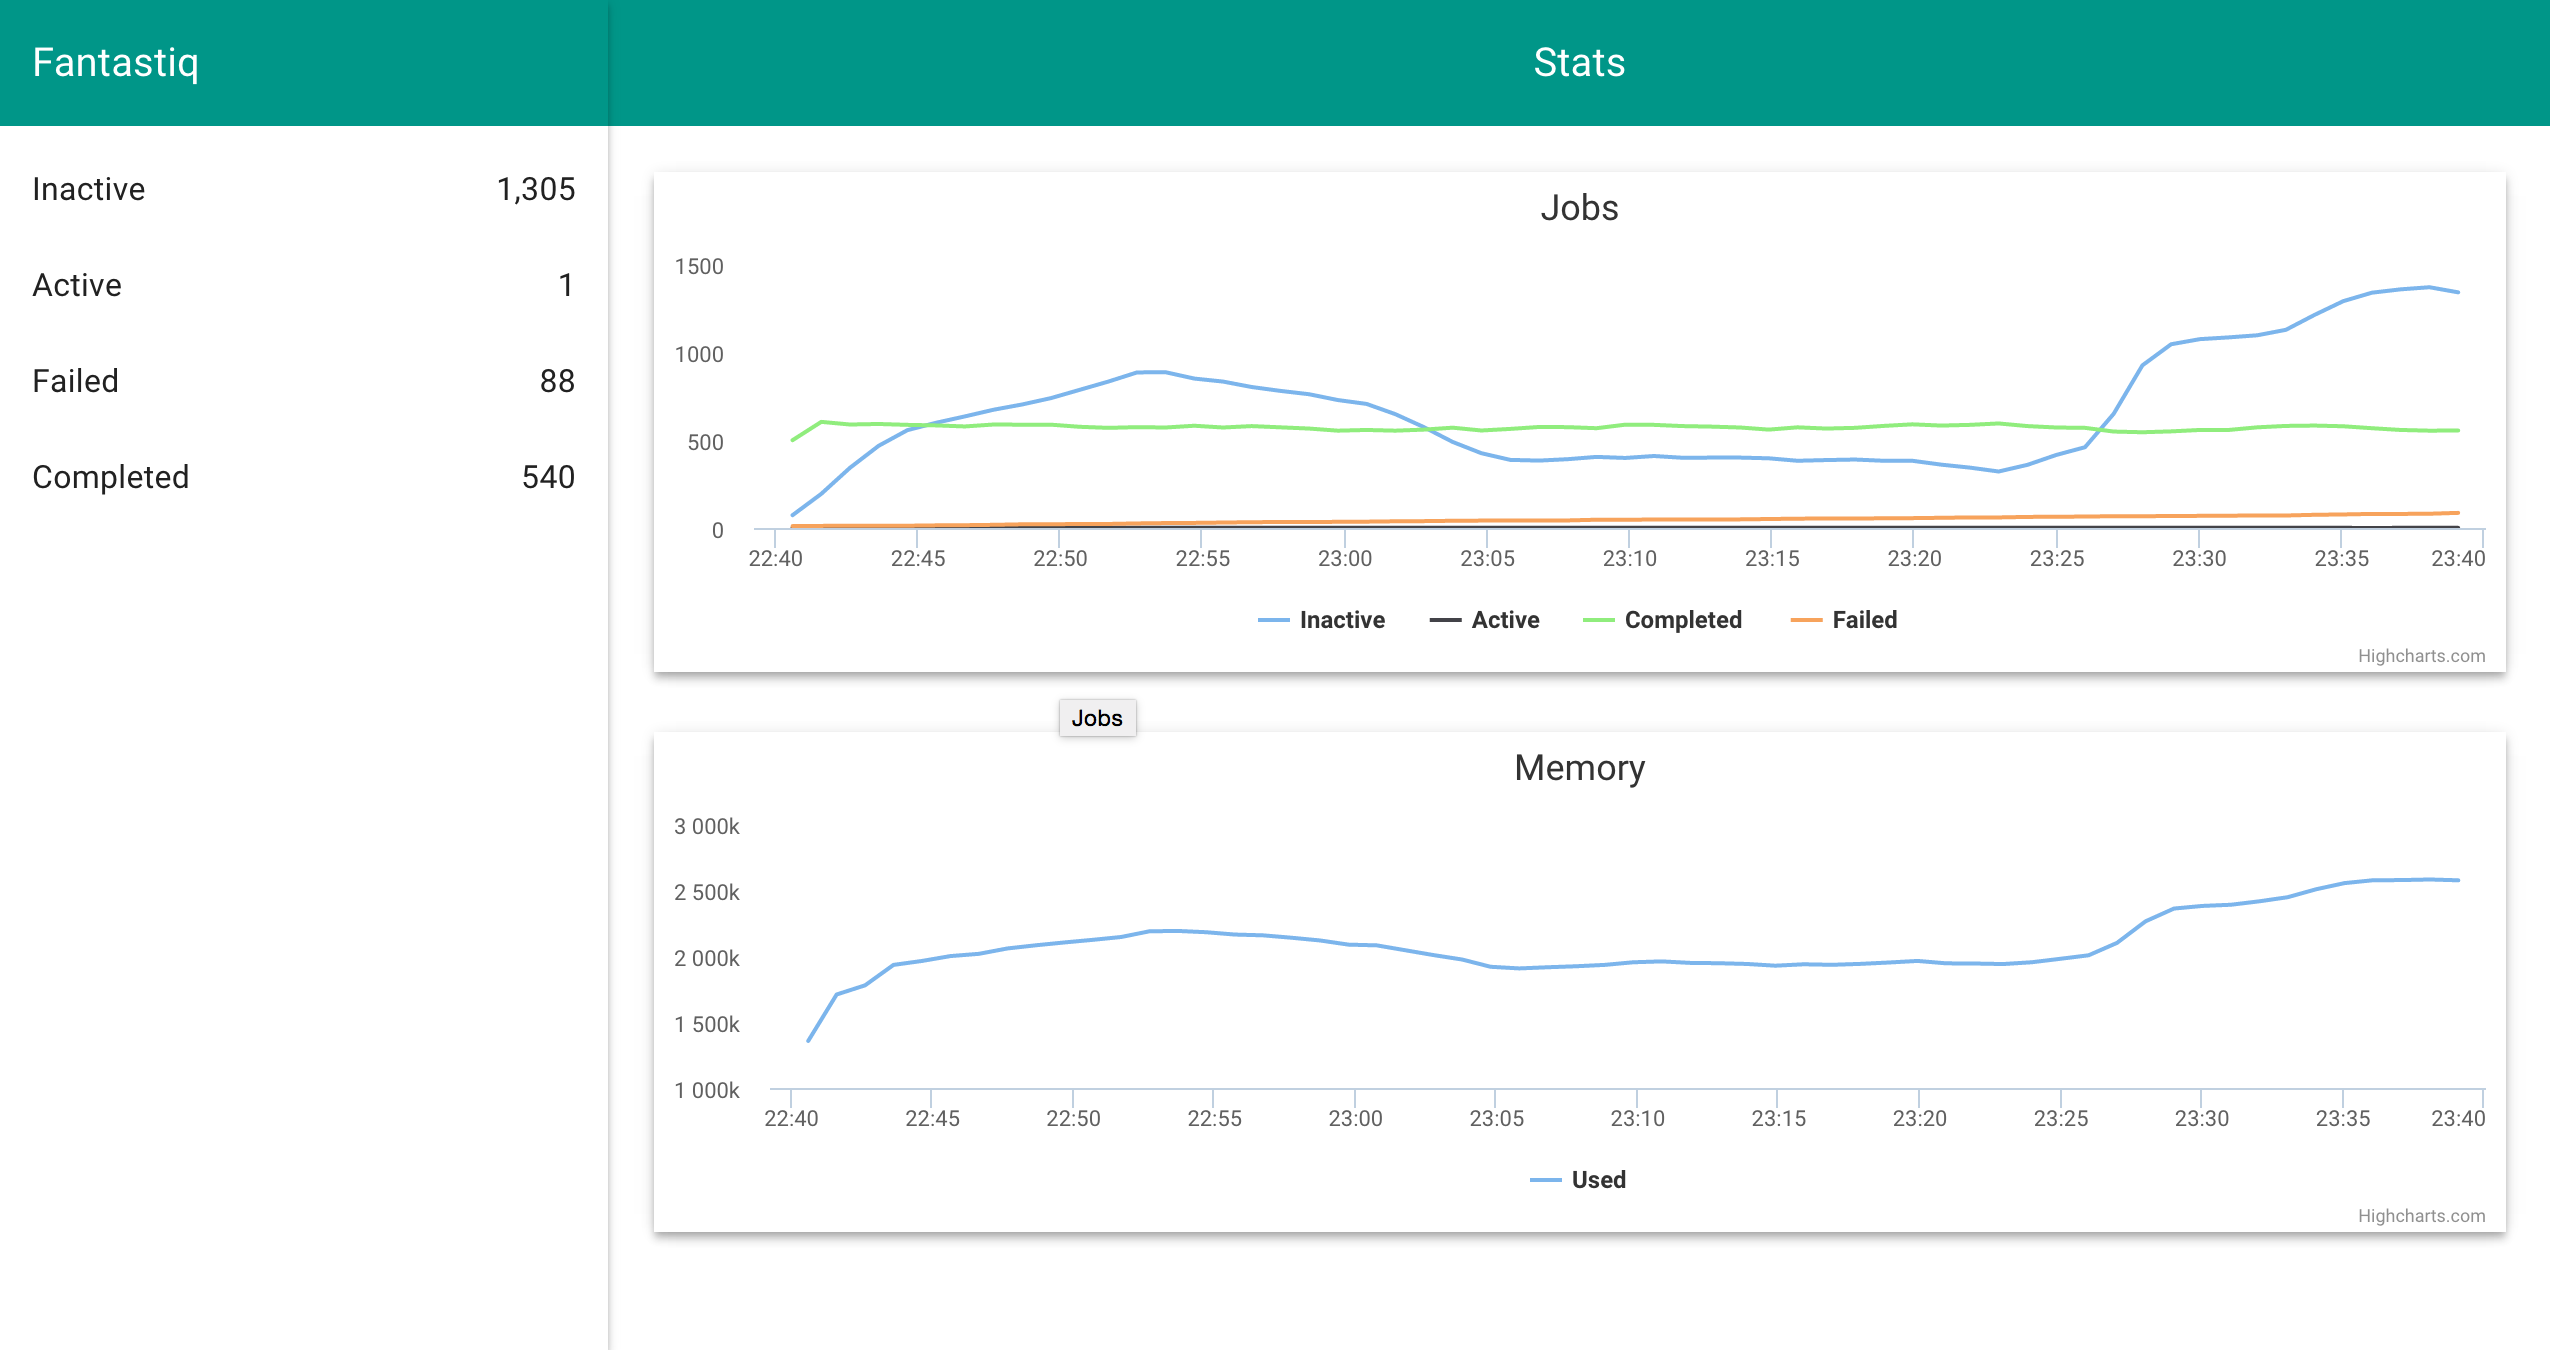 Fantastiq
Stats
Inactive 1,305
Active 1
Failed 88
Completed 540
Jobs
1500
1000
500
0
22:40 22:45 22:50 22:55 23:00 23:05 23:10 23:15 23:20 23:25 23:30 23:35 23:40
Inactive Active Completed Failed
Highcharts.com
Jobs
Memory
3 000k
2 500k
2 000k
1 500k
1 000k
22:40 22:45 22:50 22:55 23:00 23:05 23:10 23:15 23:20 23:25 23:30 23:35 23:40
Used
Highcharts.com